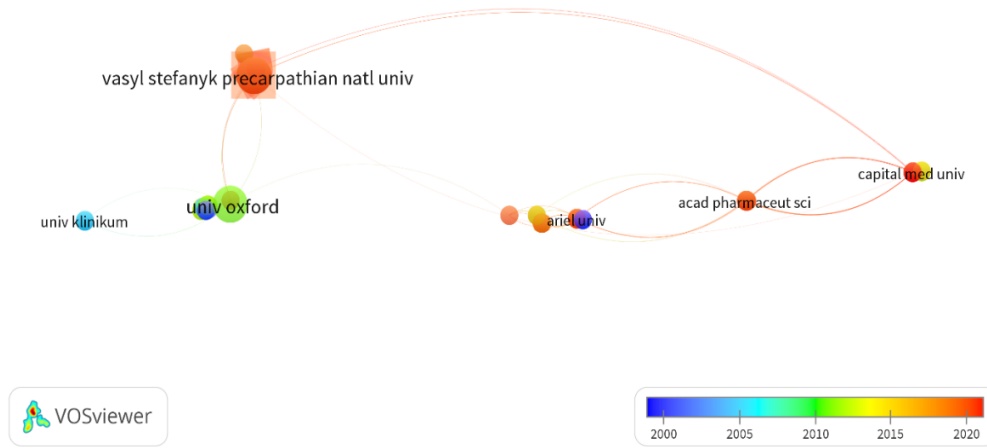 vasyl stefanyk precarpathian natl univ
capital med univ
acad pharmaceut sci
univ oxford
univ klinikum
ariel univ
VOSviewer
2000 2005 2010 2015 2020